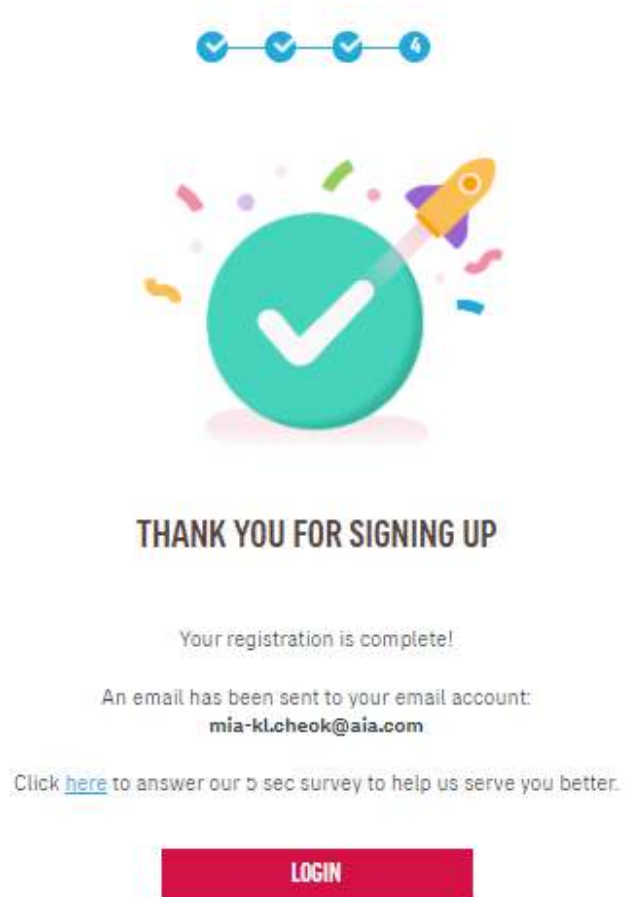 4
THANK YOU FOR SIGNING UP
Your registration is complete!
An email has been sent to your email account:
mia-kl.cheok@aia.com
Click here to answer our 5 sec survey to help us serve you better.
LOGIN